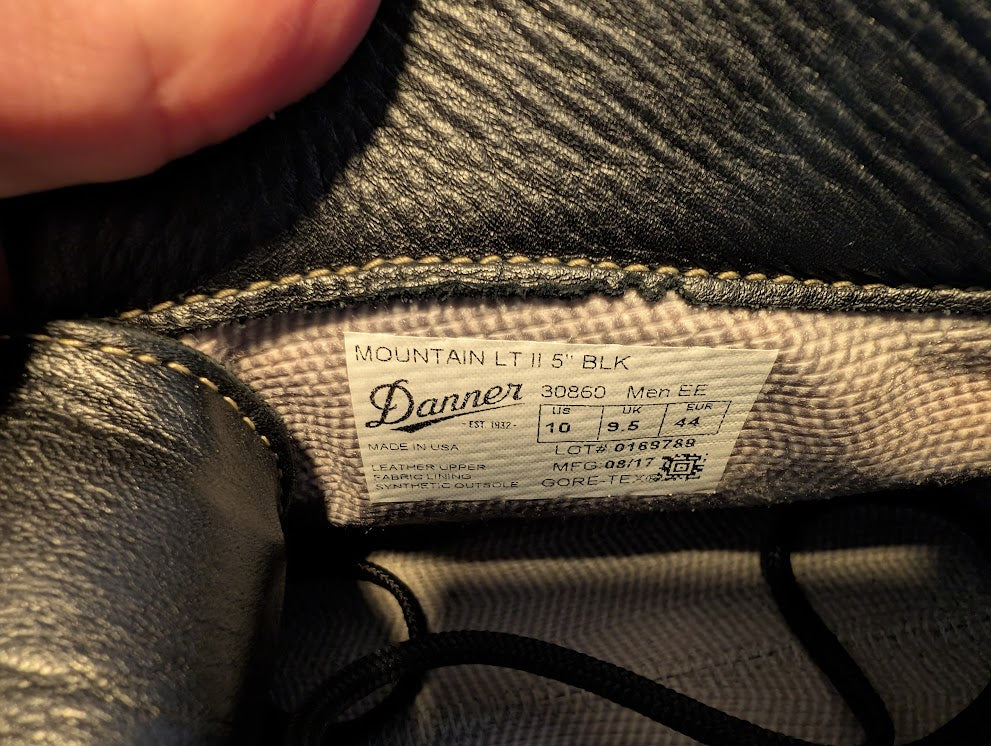 MOUNTAIN LT II 5" BLK
Danner
- EST. 1932 -
30860 Men EE
US UK EUR
10 9.5 44
MADE IN USA
LOT# 0169789
LEATHER UPPER
FABRIC LINING
SYNTHETIC OUTSOLE
MFG 08/17
GORE-TEX®